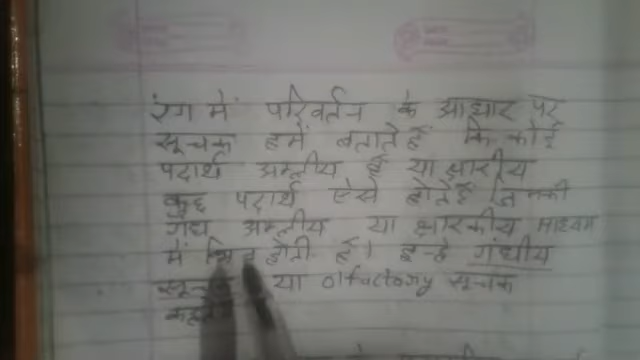 रंग में परिवर्तन के आधार पर
सूचक हमें बताते हैं कि कोई
पदार्थ अम्लीय है या क्षारीय
कुछ पदार्थ ऐसे होते हैं जिनकी
गंध अम्लीय या क्षारकीय माध्यम
में भिन्न होती है। इन्हे गंधीय
सूचक या olfactory सूचक